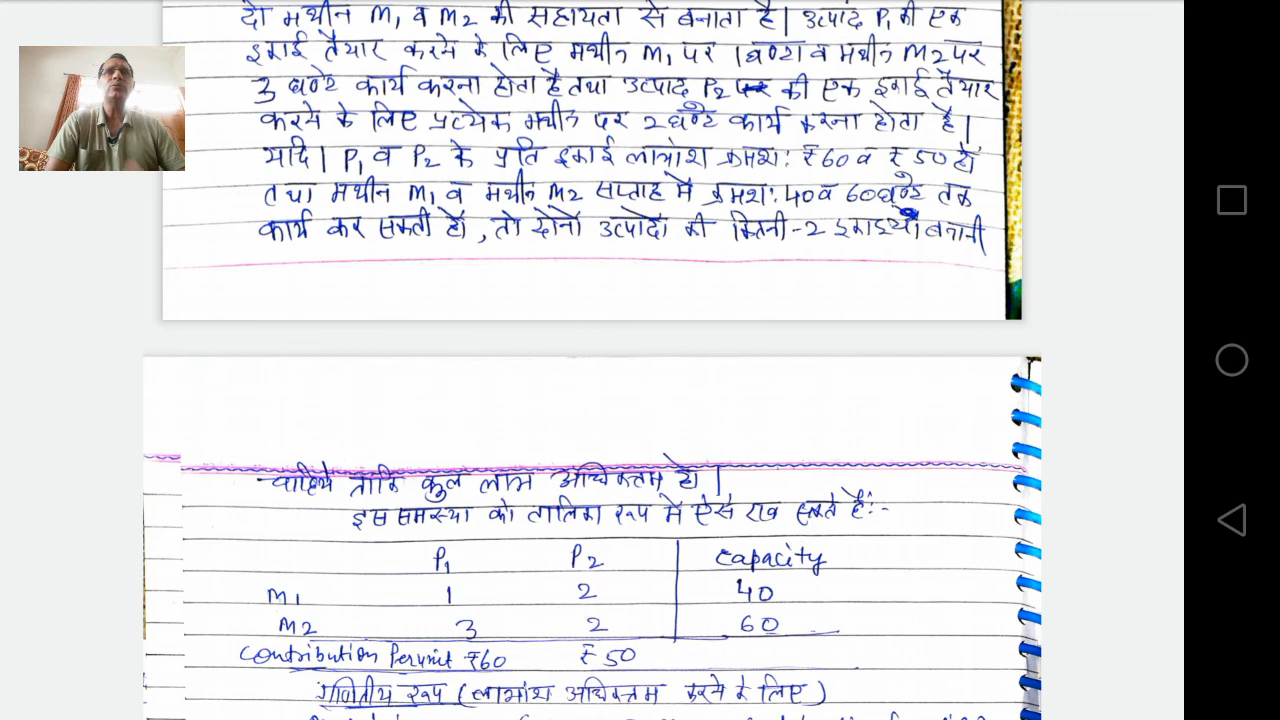 दो मशीन M1 व M2 की सहायता से बनाता है| उत्पाद P1 की एक
इकाई तैयार करने के लिए मशीन M1 पर 1 घण्टा व मशीन M2 पर
3 घण्टे कार्य करना होता है तथा उत्पाद P2 की एक इकाई तैयार
करने के लिए प्रत्येक मशीन पर 2 घण्टे कार्य करना होता है|
यदि | P1 व P2 के प्रति इकाई लाभांश क्रमश: ₹60 व ₹50 हो
तथा मशीन M1 व मशीन M2 सप्ताह में क्रमश: 40 व 60 घण्टे तक
कार्य कर सकती हो, तो दोनों उत्पादों की कितनी-2 इकाइयाँ बनानी
चाहिये ताकि कुल लाभ अधिकतम हो |
इस समस्या को तालिका रूप में ऐसे रख सकते हैं:-
P1 P2 Capacity
M1 1 2 40
M2 3 2 60
Contribution Per unit ₹60 ₹50
गणितीय रूप (लाभांश अधिकतम करने के लिए)